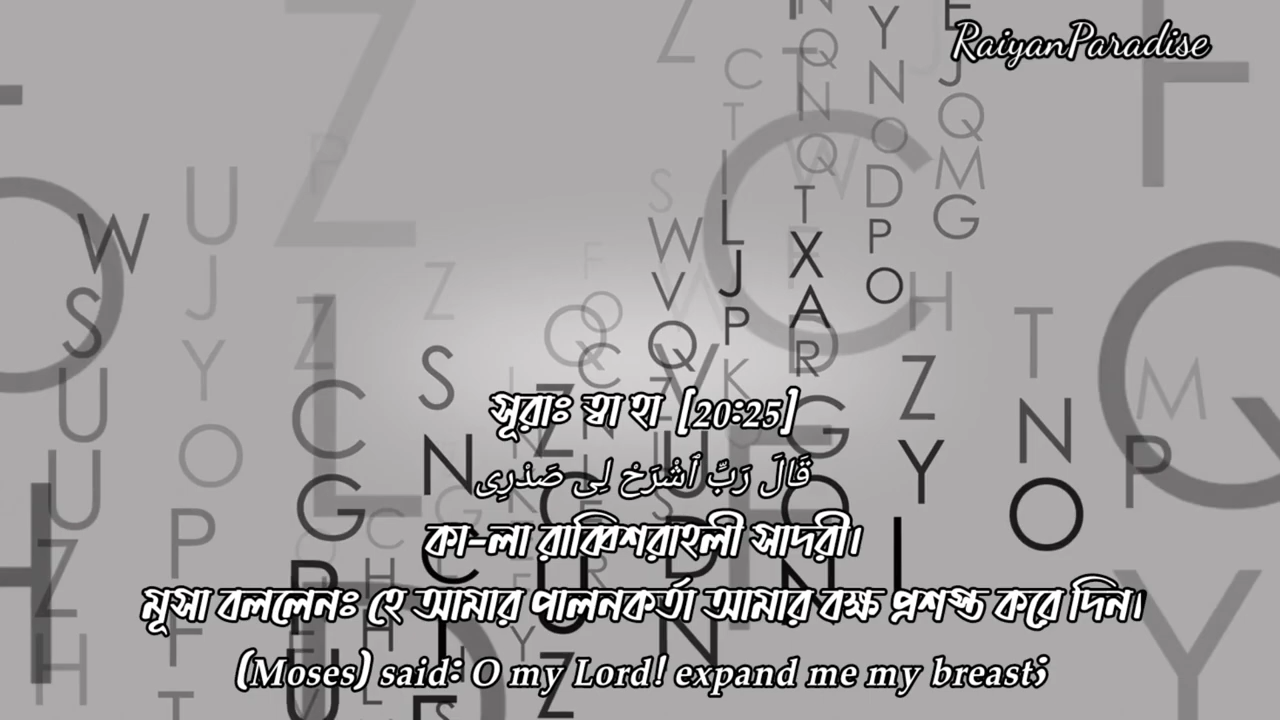 RaiyanParadise
সূরাঃ ত্বা হা [20:25]
قَالَ رَبِّ ٱشْرَحْ لِى صَدْرِى
কা-লা রাব্বিশরাহলী সাদরী।
মূসা বললেনঃ হে আমার পালনকর্তা আমার বক্ষ প্রশস্ত করে দিন।
(Moses) said: O my Lord! expand me my breast;